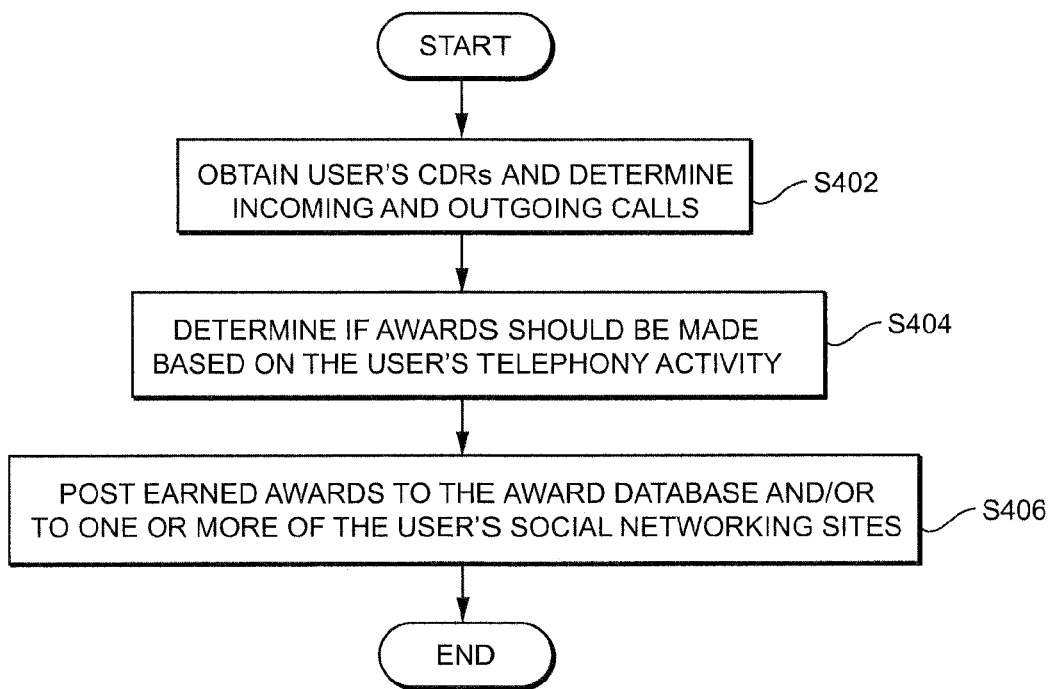 START
OBTAIN USER'S CDRs AND DETERMINE
INCOMING AND OUTGOING CALLS
S402
DETERMINE IF AWARDS SHOULD BE MADE
BASED ON THE USER'S TELEPHONY ACTIVITY
S404
POST EARNED AWARDS TO THE AWARD DATABASE AND/OR
TO ONE OR MORE OF THE USER'S SOCIAL NETWORKING SITES
S406
END